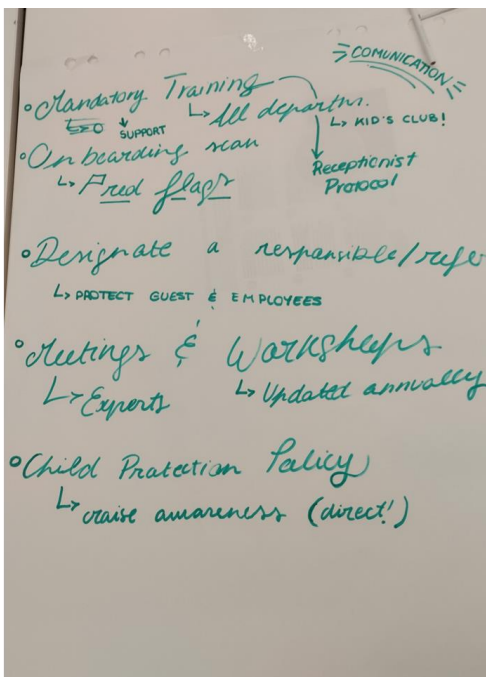 COMUNICATION
° Mandatory Training
↳ All departm.
↳ KID'S CLUB!
SUPPORT
Receptionist
Protocol
° Onboarding scan
↳ red flags
° Designate a responsible/refe
↳ PROTECT GUEST & EMPLOYEES
° Meetings & Workshops
↳ Experts ↳ Updated annually
° Child Protection Policy
↳ raise awareness (direct!)